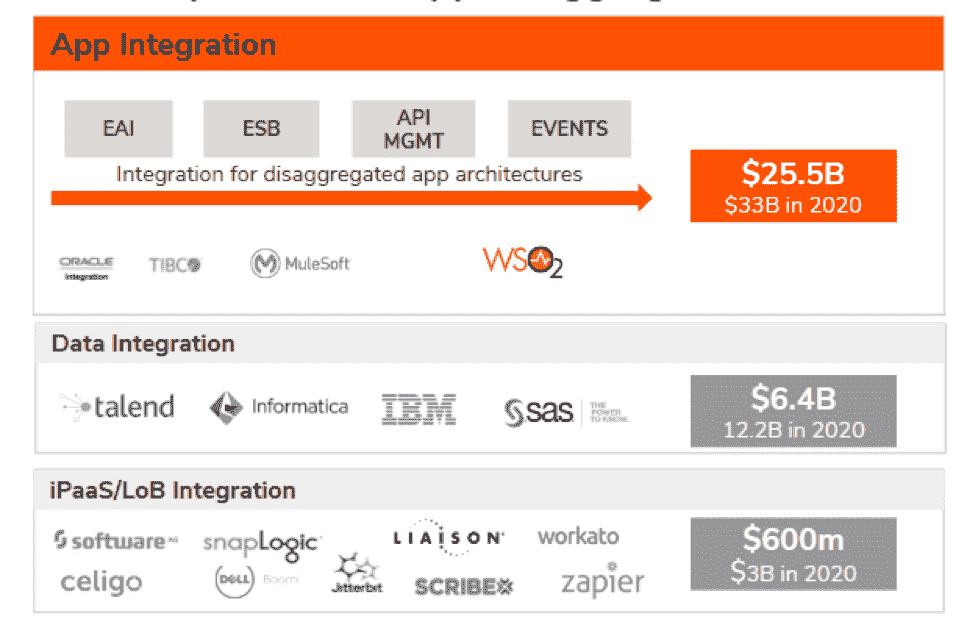 App Integration
EAI
ESB
API
MGMT
EVENTS
Integration for disaggregated app architectures
$25.5B
$33B in 2020
ORACLE
Integration
TIBCO
MuleSoft
WSO2
Data Integration
talend
Informatica
IBM
sas
THE
POWER
TO KNOW.
$6.4B
12.2B in 2020
iPaaS/LoB Integration
software AG
snapLogic
LIAISON
workato
celigo
DELL Boomi
Jitterbit
SCRIBE
zapier
$600m
$3B in 2020